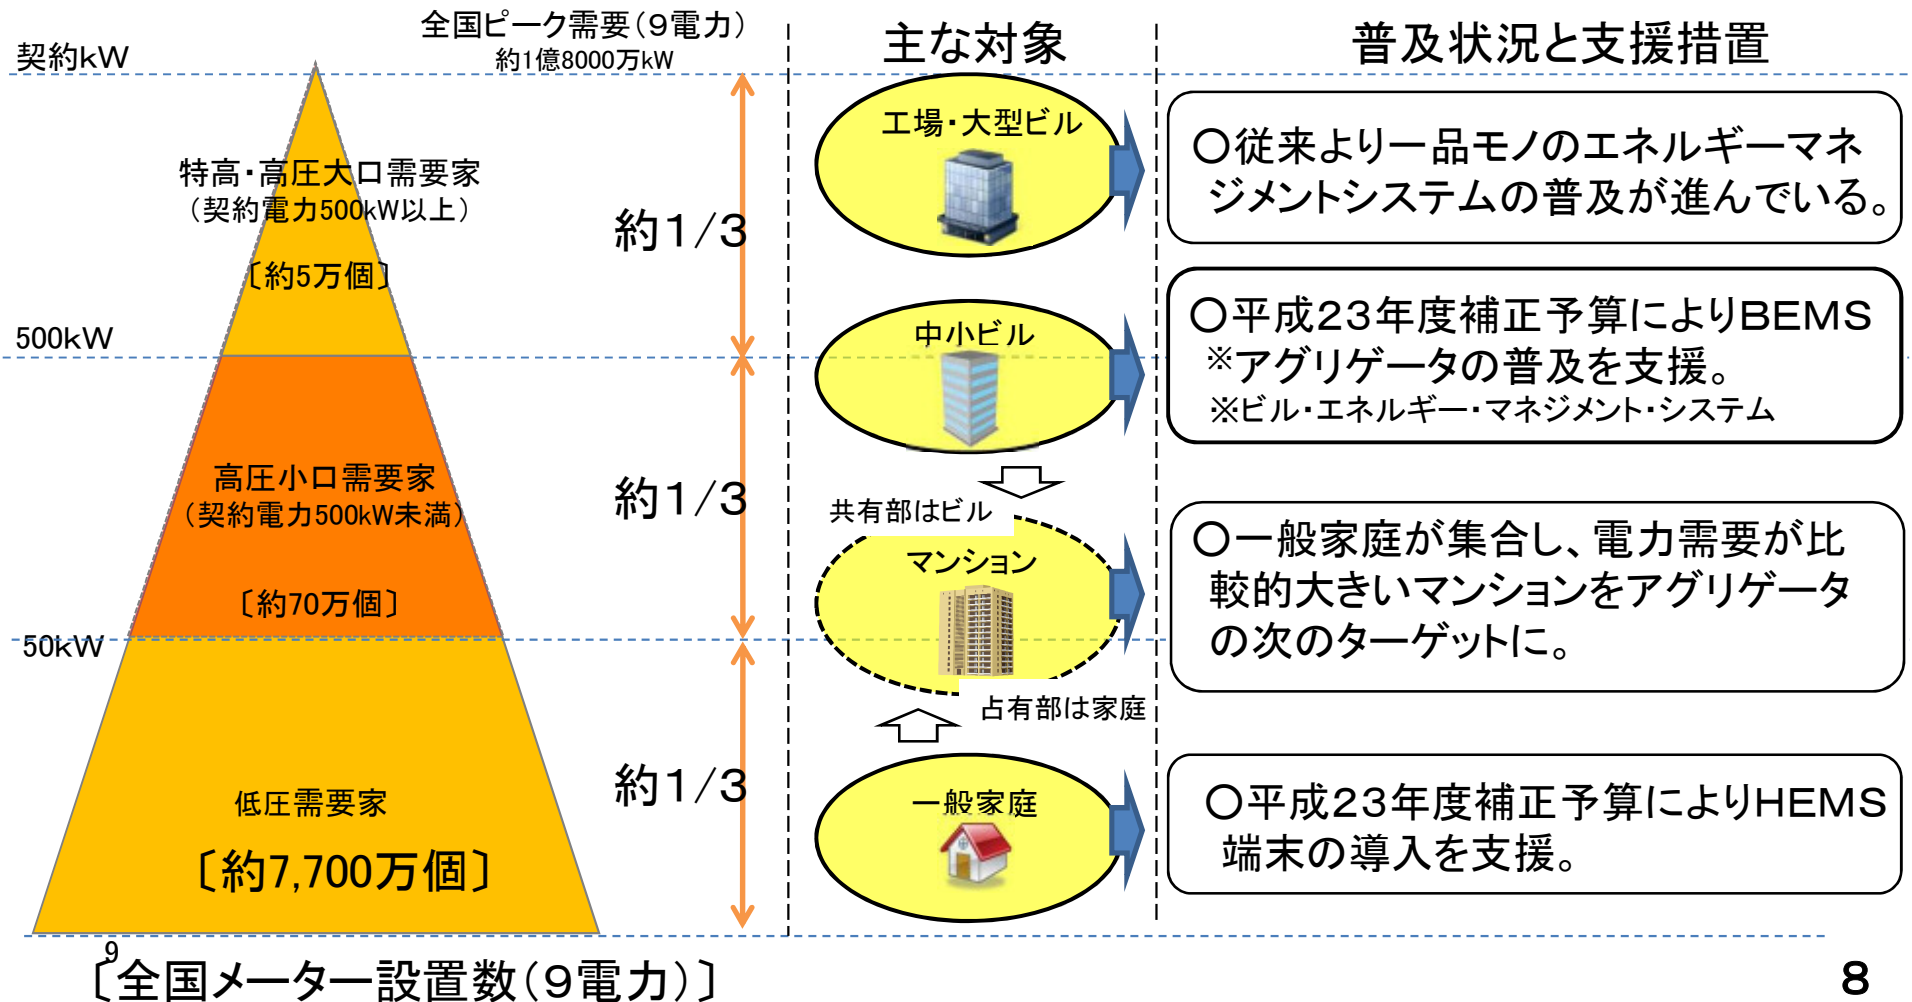 契約kW
全国ピーク需要(9電力)
約1億8000万kW
主な対象
普及状況と支援措置
特高・高圧大口需要家
(契約電力500kW以上)
〔約5万個〕
約1/3
工場・大型ビル
〇従来より一品モノのエネルギーマネ
ジメントシステムの普及が進んでいる。
500kW
中小ビル
〇平成23年度補正予算によりBEMS
※アグリゲータの普及を支援。
※ビル・エネルギー・マネジメント・システム
高圧小口需要家
(契約電力500kW未満)
〔約70万個〕
約1/3
共有部はビル
マンション
占有部は家庭
〇一般家庭が集合し、電力需要が比
較的大きいマンションをアグリゲータ
の次のターゲットに。
50kW
低圧需要家
〔約7,700万個〕
約1/3
一般家庭
〇平成23年度補正予算によりHEMS
端末の導入を支援。
9
〔全国メーター設置数(9電力)〕
8